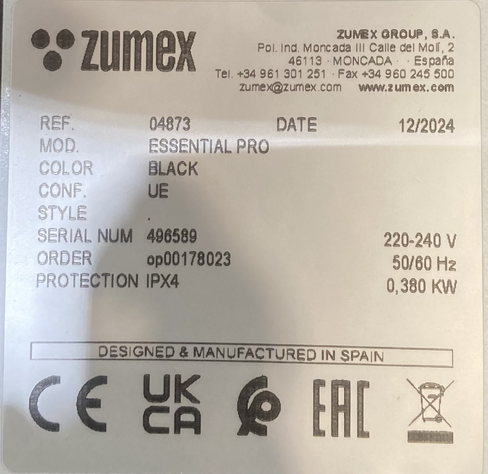 zumex
ZUMEX GROUP, S.A.
Pol. Ind. Moncada III Calle del Molí, 2
46113 · MONCADA · · España
Tel. +34 961 301 251 · Fax +34 960 245 500
zumex@zumex.com www.zumex.com
REF. 04873 DATE 12/2024
MOD. ESSENTIAL PRO
COLOR BLACK
CONF. UE
STYLE .
SERIAL NUM 496589 220-240 V
ORDER op00178023 50/60 Hz
PROTECTION IPX4 0,380 KW
DESIGNED & MANUFACTURED IN SPAIN
CE UK CA EAC